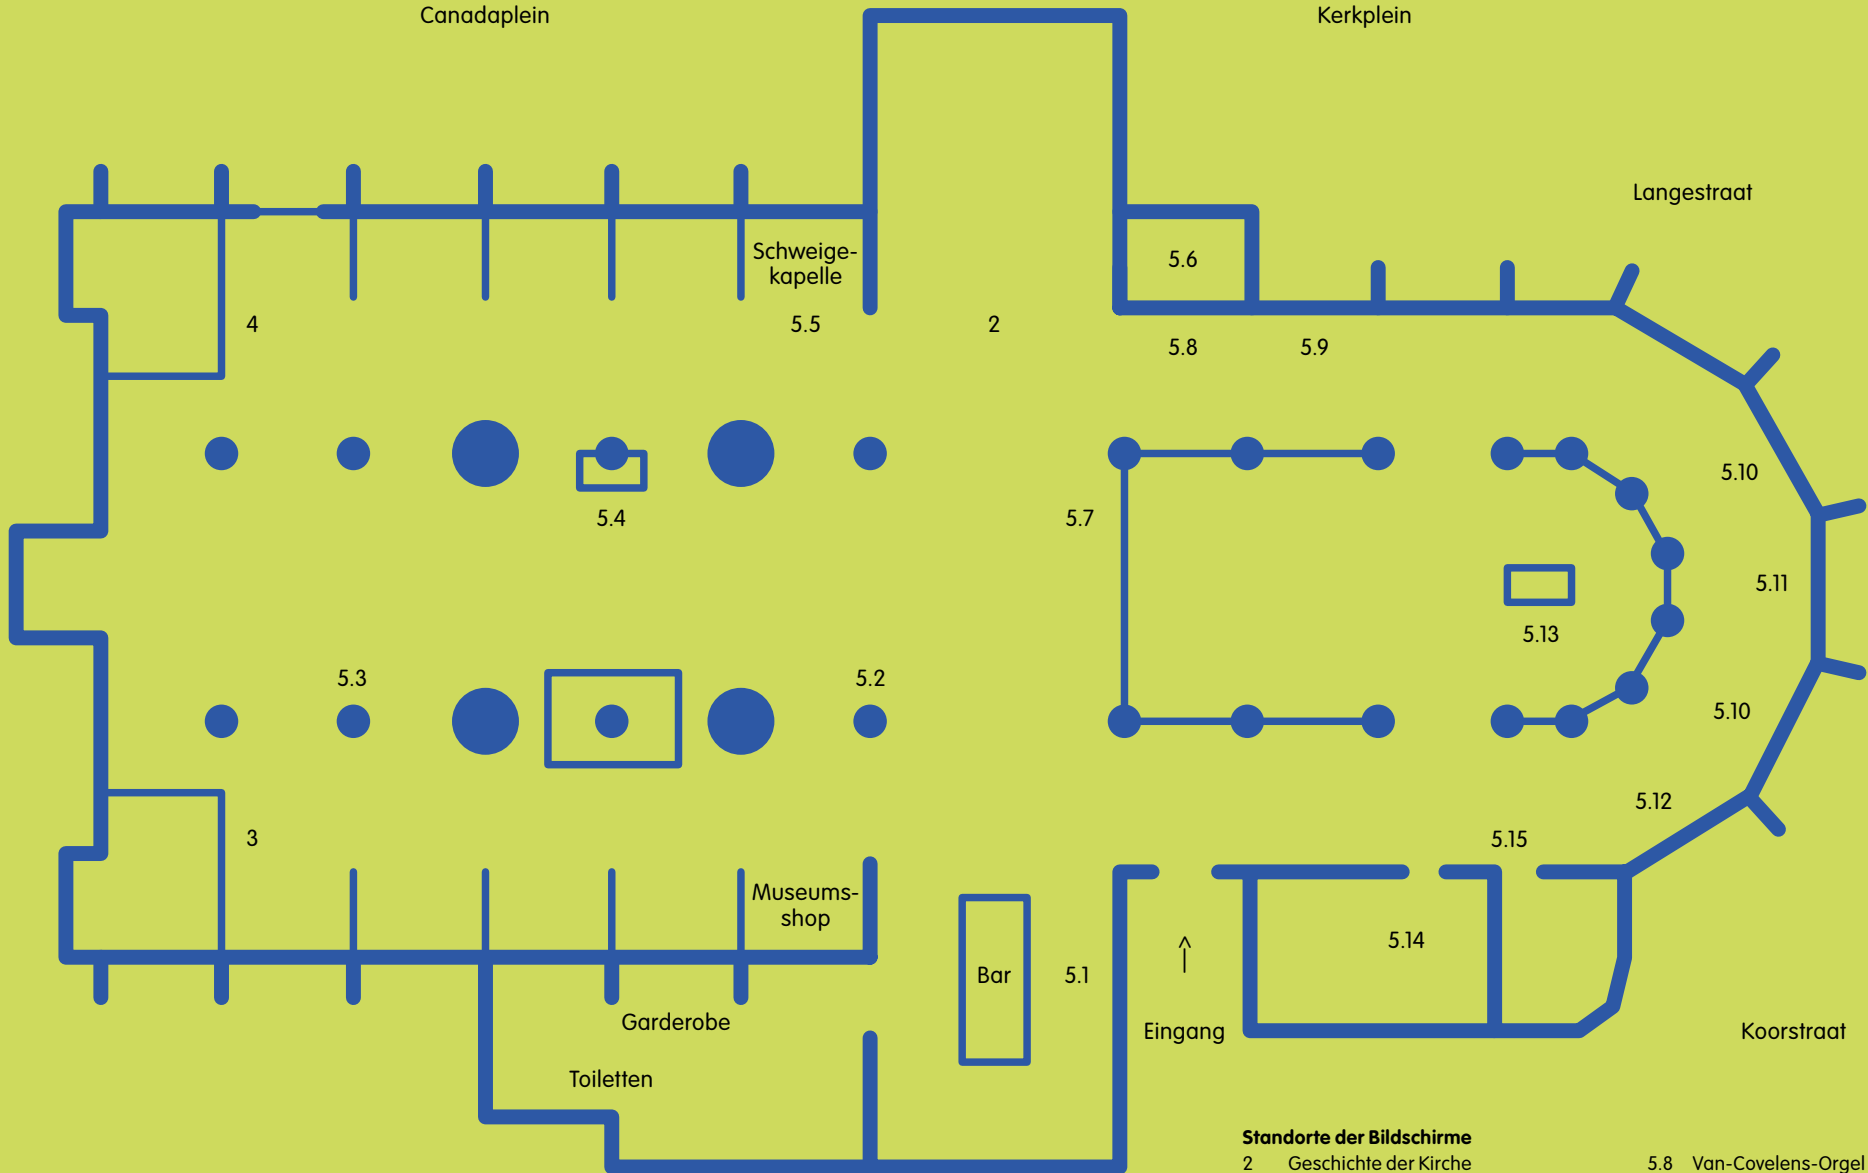 Canadaplein
Kerkplein
Langestraat
Schweige-
kapelle
5.6
4
5.5
2
5.8
5.9
5.10
5.4
5.7
5.11
5.13
5.3
5.2
5.10
5.12
3
5.15
Museums-
shop
5.14
Bar
5.1
Garderobe
Eingang
Koorstraat
Toiletten
Standorte der Bildschirme
2 Geschichte der Kirche
5.8 Van-Covelens-Orgel